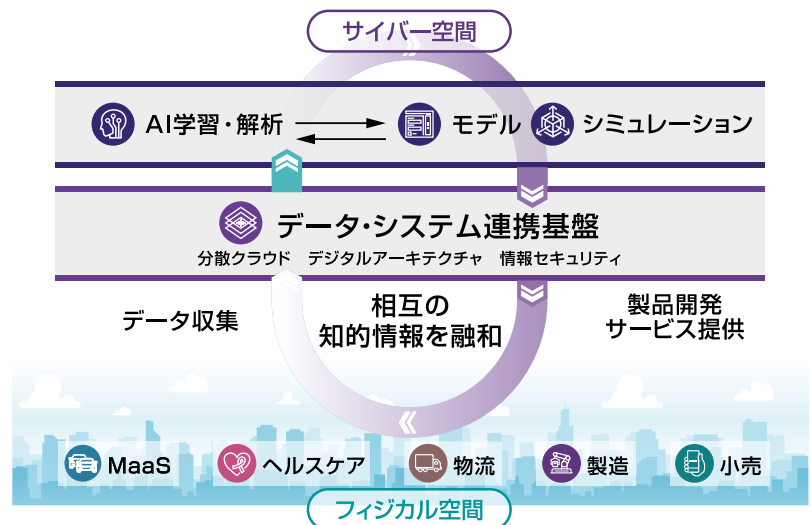 サイバー空間
AI学習・解析
モデル
シミュレーション
データ・システム連携基盤
分散クラウド デジタルアーキテクチャ 情報セキュリティ
データ収集
相互の
知的情報を融和
製品開発
サービス提供
MaaS
ヘルスケア
物流
製造
小売
フィジカル空間